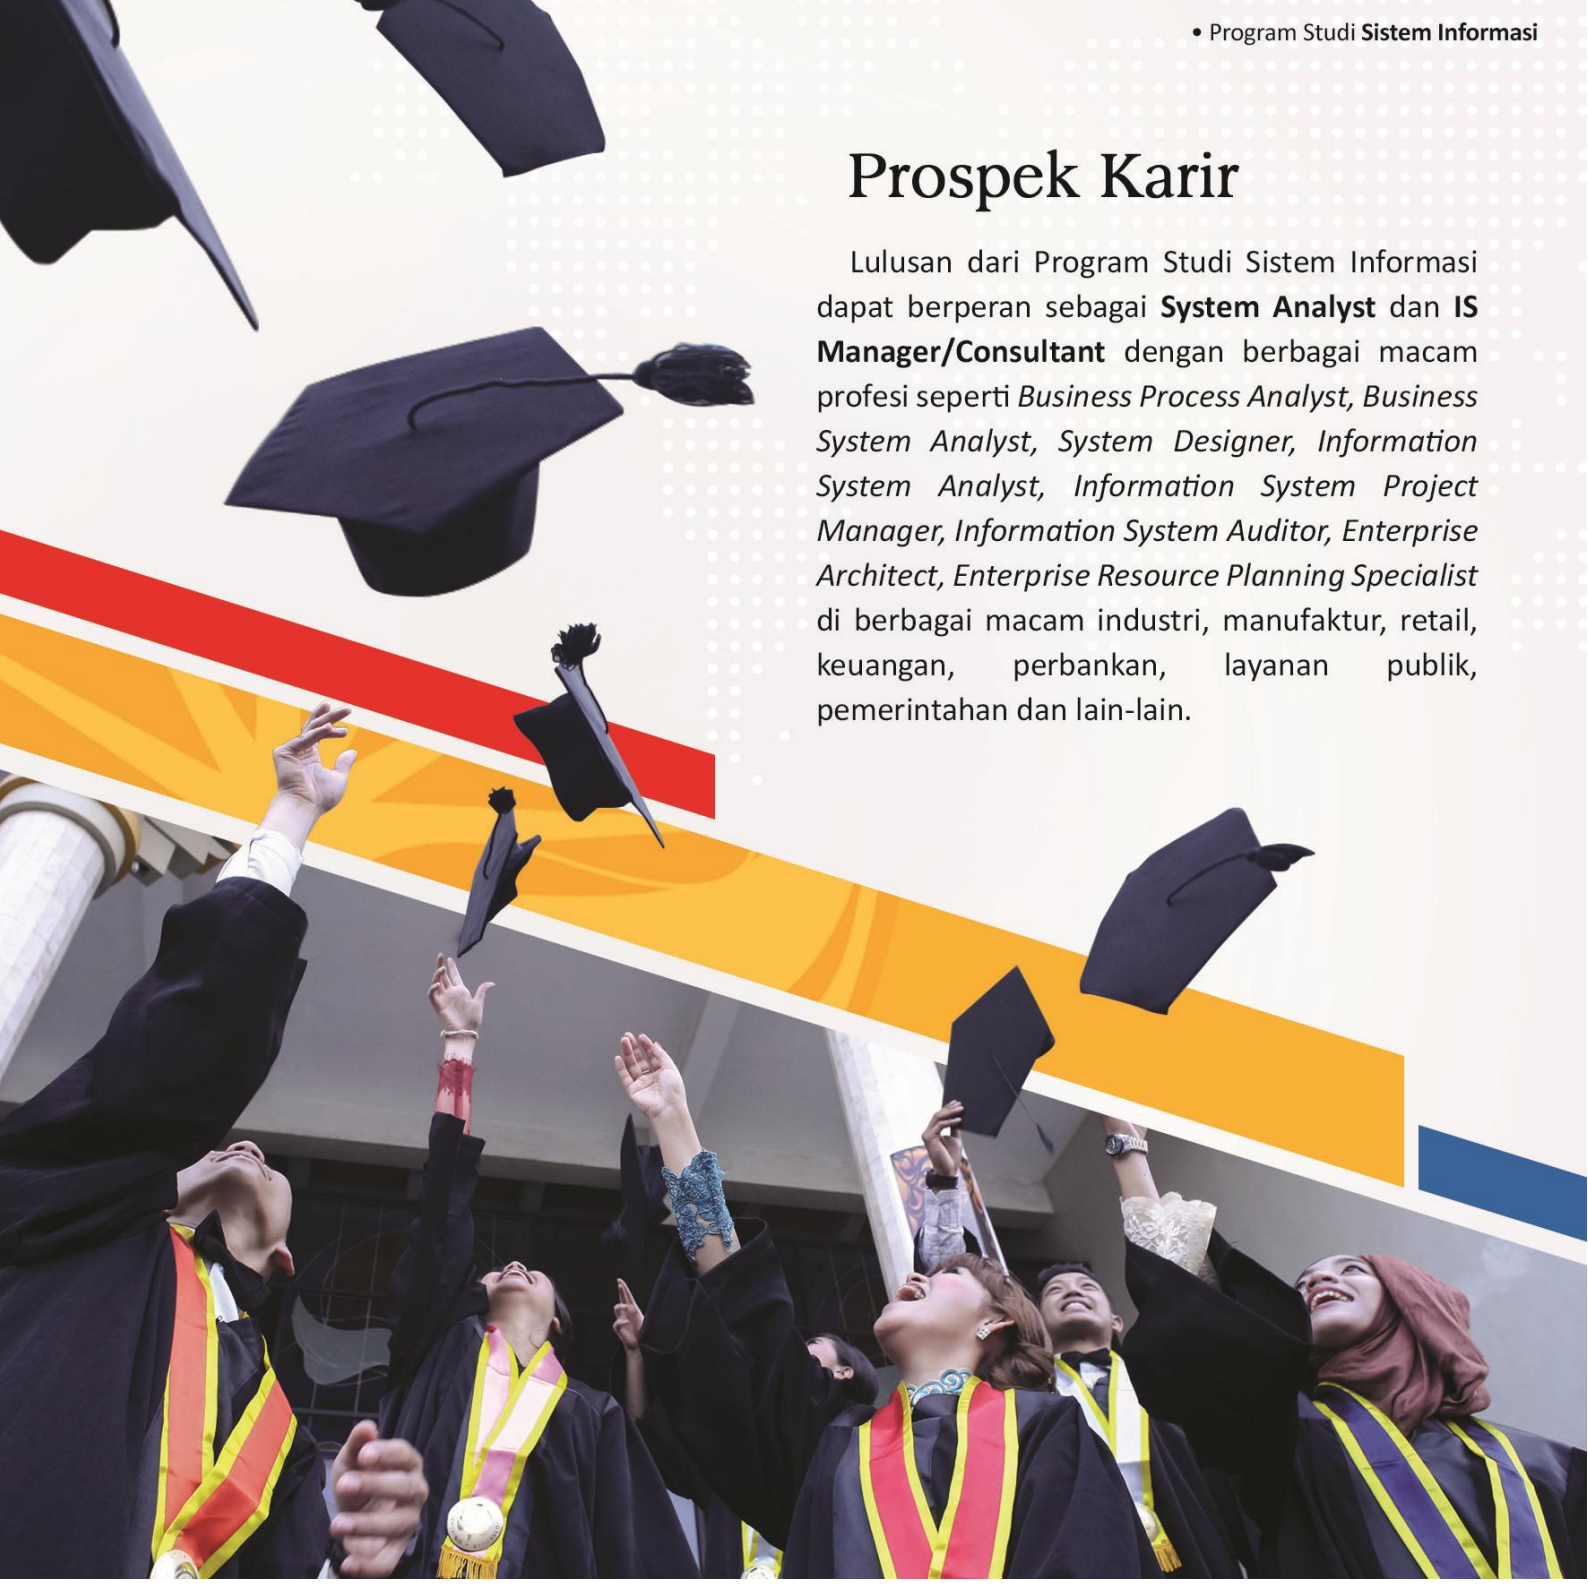 • Program Studi Sistem Informasi
Prospek Karir
Lulusan dari Program Studi Sistem Informasi
dapat berperan sebagai System Analyst dan IS
Manager/Consultant dengan berbagai macam
profesi seperti Business Process Analyst, Business
System Analyst, System Designer, Information
System Analyst, Information System Project
Manager, Information System Auditor, Enterprise
Architect, Enterprise Resource Planning Specialist
di berbagai macam industri, manufaktur, retail,
keuangan, perbankan, layanan publik,
pemerintahan dan lain-lain.